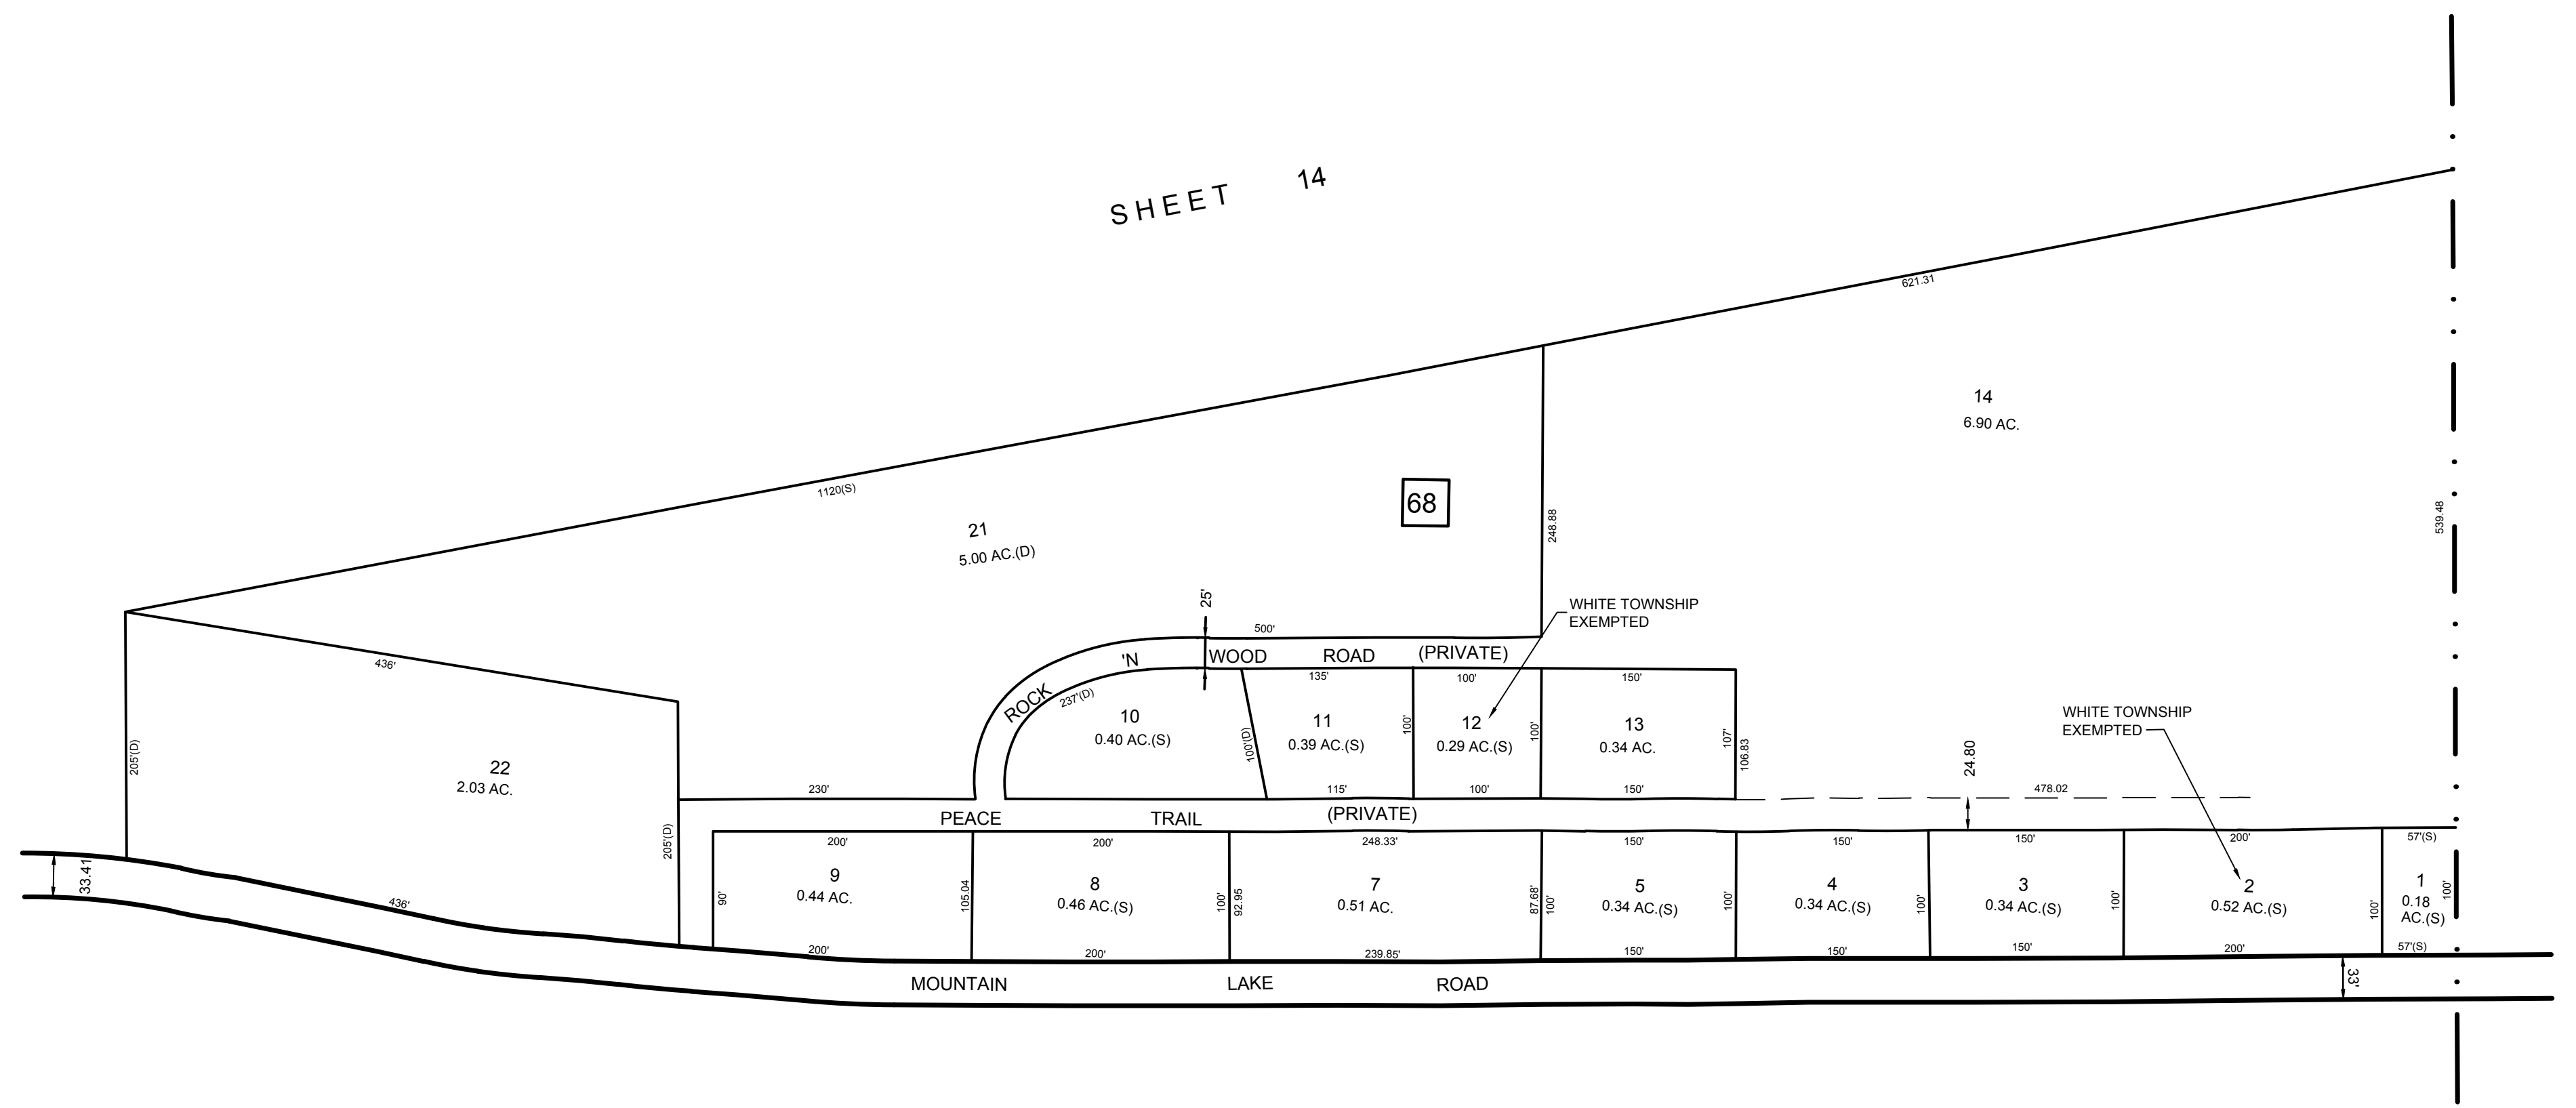 SHEET 14
621.31
14
6.90 AC.
1120(S)
68
21
5.00 AC.(D)
248.88
539.48
25'
500'
WHITE TOWNSHIP
EXEMPTED
436'
ROCK 'N WOOD ROAD (PRIVATE)
237'(D)
135'
100'
150'
10
0.40 AC.(S)
100'(D)
11
0.39 AC.(S)
100'
12
0.29 AC.(S)
100'
13
0.34 AC.
107'
106.83
WHITE TOWNSHIP
EXEMPTED
24.80
205'(D)
22
2.03 AC.
205'(D)
230'
115'
100'
150'
478.02
PEACE TRAIL (PRIVATE)
200'
200'
248.33'
150'
150'
150'
200'
57'(S)
33.41
436'
90'
9
0.44 AC.
105.04
8
0.46 AC.(S)
100'
92.95
7
0.51 AC.
87.68'
100'
5
0.34 AC.(S)
100'
4
0.34 AC.(S)
100'
3
0.34 AC.(S)
100'
2
0.52 AC.(S)
100'
1
0.18
AC.(S)
100'
200'
200'
239.85'
150'
150'
150'
200'
57'(S)
MOUNTAIN LAKE ROAD
33'